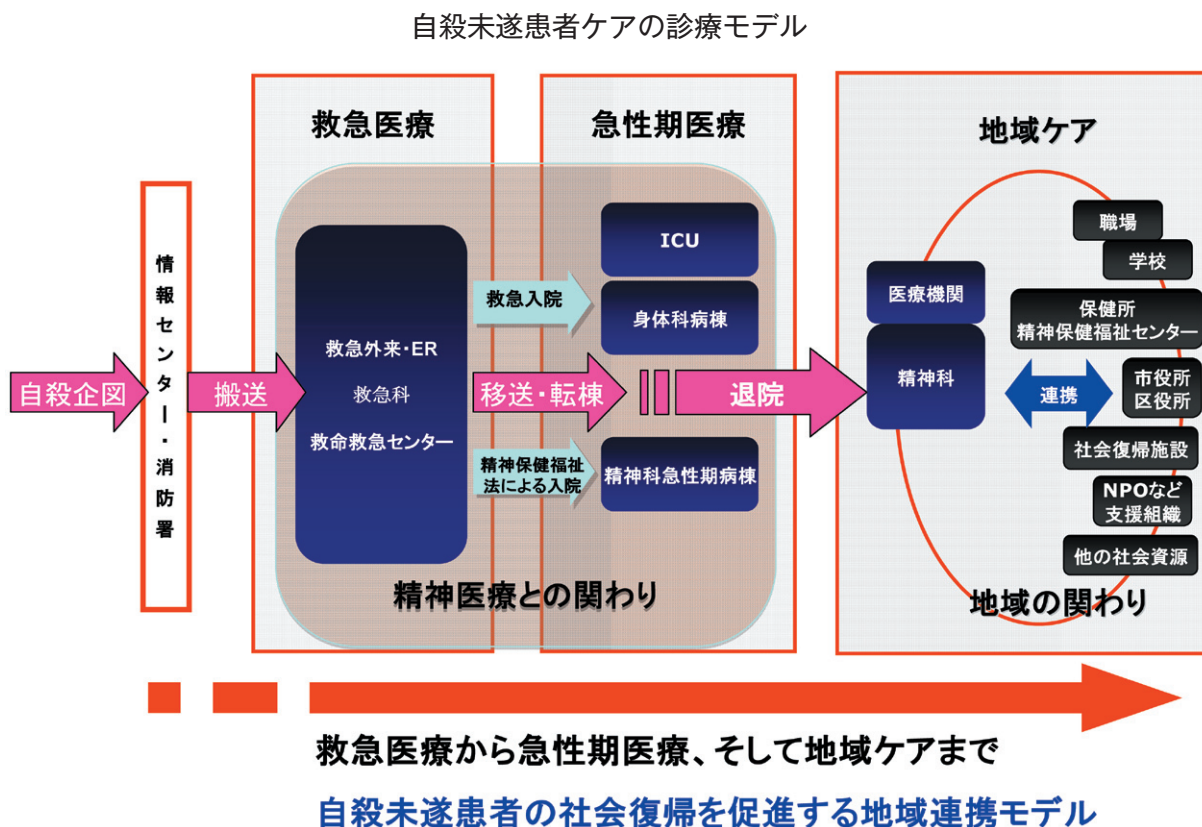 自殺未遂患者ケアの診療モデル
救急医療
急性期医療
地域ケア
情報センター・消防署
自殺企図
搬送
救急外来・ER
救急科
救命救急センター
救急入院
移送・転棟
精神保健福祉
法による入院
ICU
身体科病棟
精神科急性期病棟
退院
精神医療との関わり
医療機関
精神科
連携
職場
学校
保健所
精神保健福祉センター
市役所
区役所
社会復帰施設
NPOなど
支援組織
他の社会資源
地域の関わり
救急医療から急性期医療、そして地域ケアまで
自殺未遂患者の社会復帰を促進する地域連携モデル